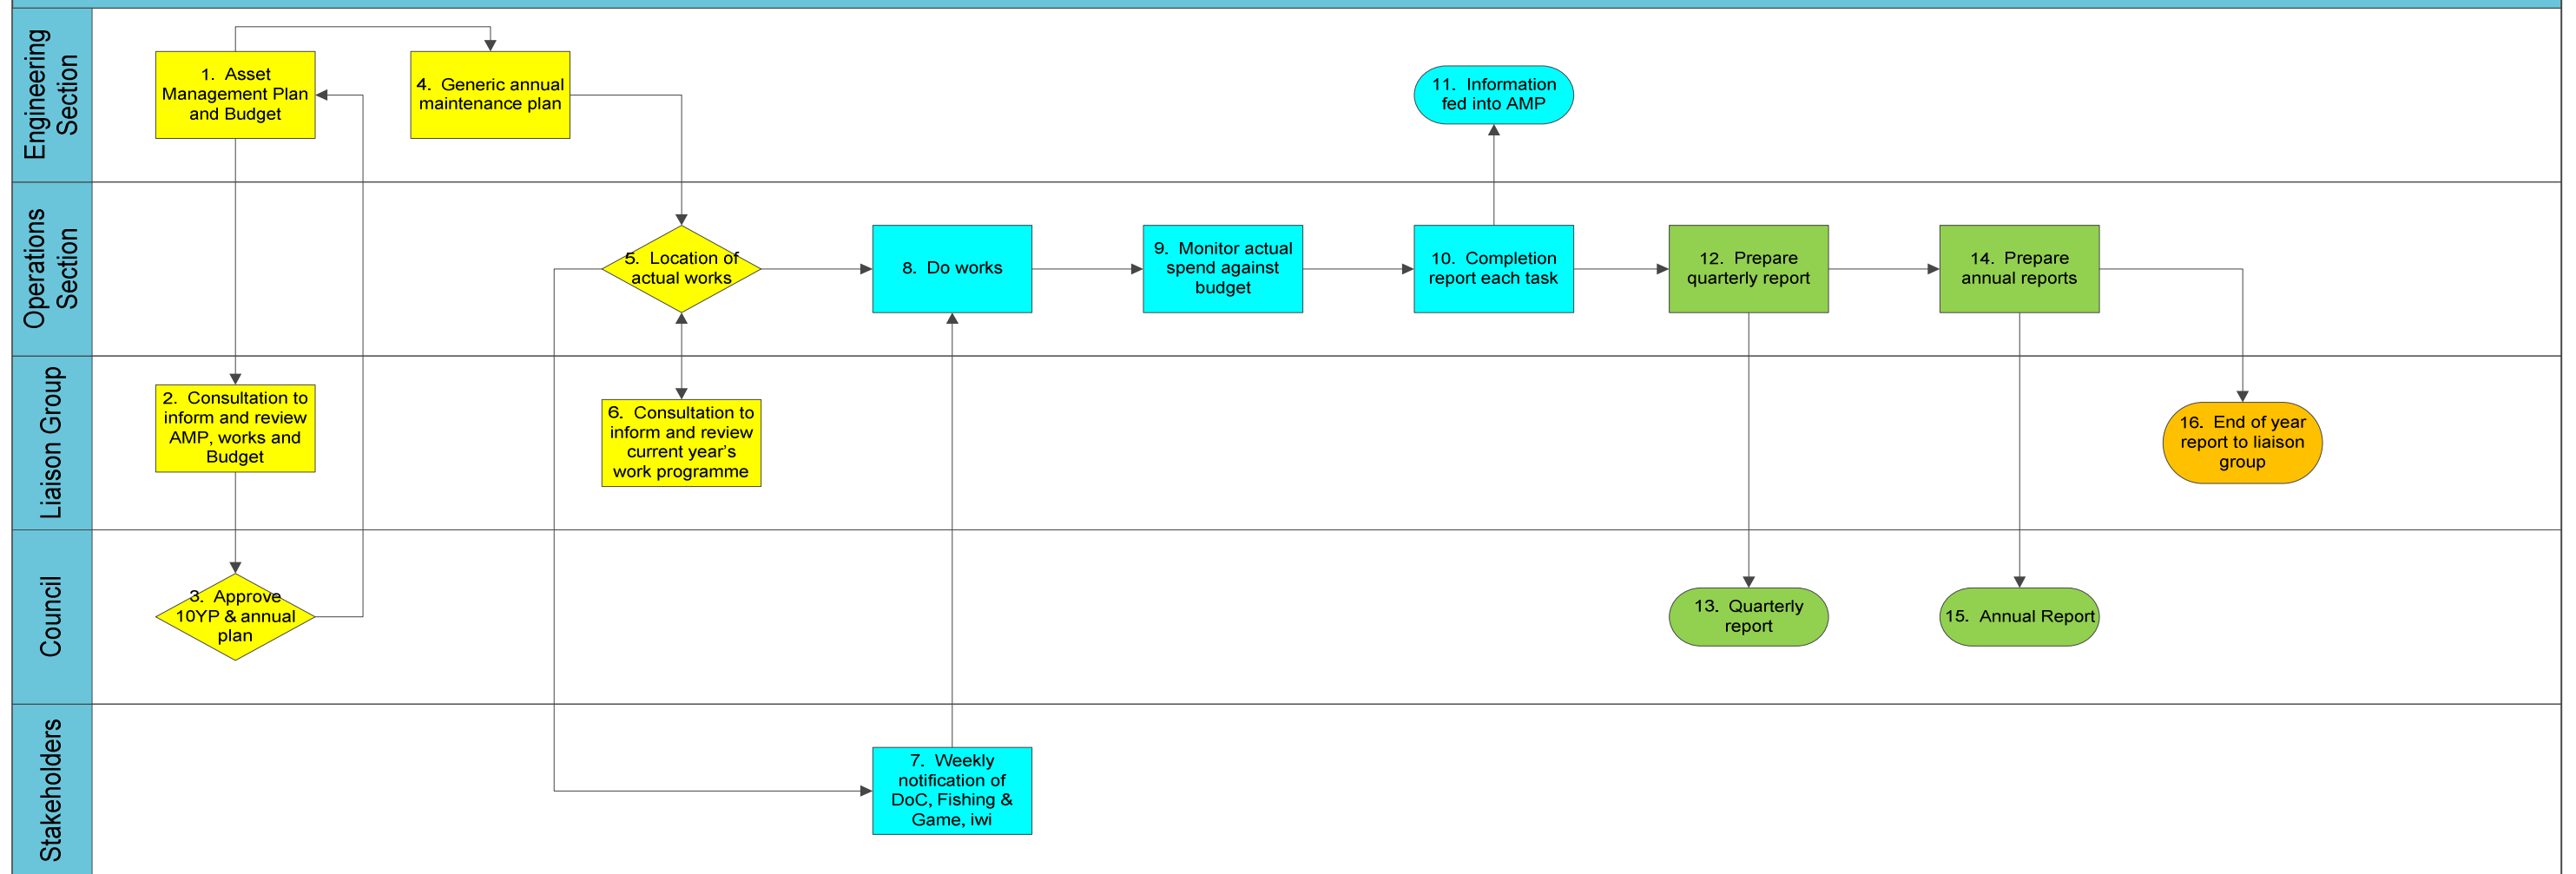 Engineering
Section
1.  Asset
Management Plan
and Budget
4.  Generic annual
maintenance plan
11.  Information
fed into AMP
Operations
Section
5.  Location of
actual works
8.  Do works
9.  Monitor actual
spend against
budget
10.  Completion
report each task
12.  Prepare
quarterly report
14.  Prepare
annual reports
Liaison Group
2.  Consultation to
inform and review
AMP, works and
Budget
6.  Consultation to
inform and review
current year’s
work programme
16.  End of year
report to liaison
group
Council
3.  Approve
10YP & annual
plan
13.  Quarterly
report
15.  Annual Report
Stakeholders
7.  Weekly
notification of
DoC, Fishing &
Game, iwi